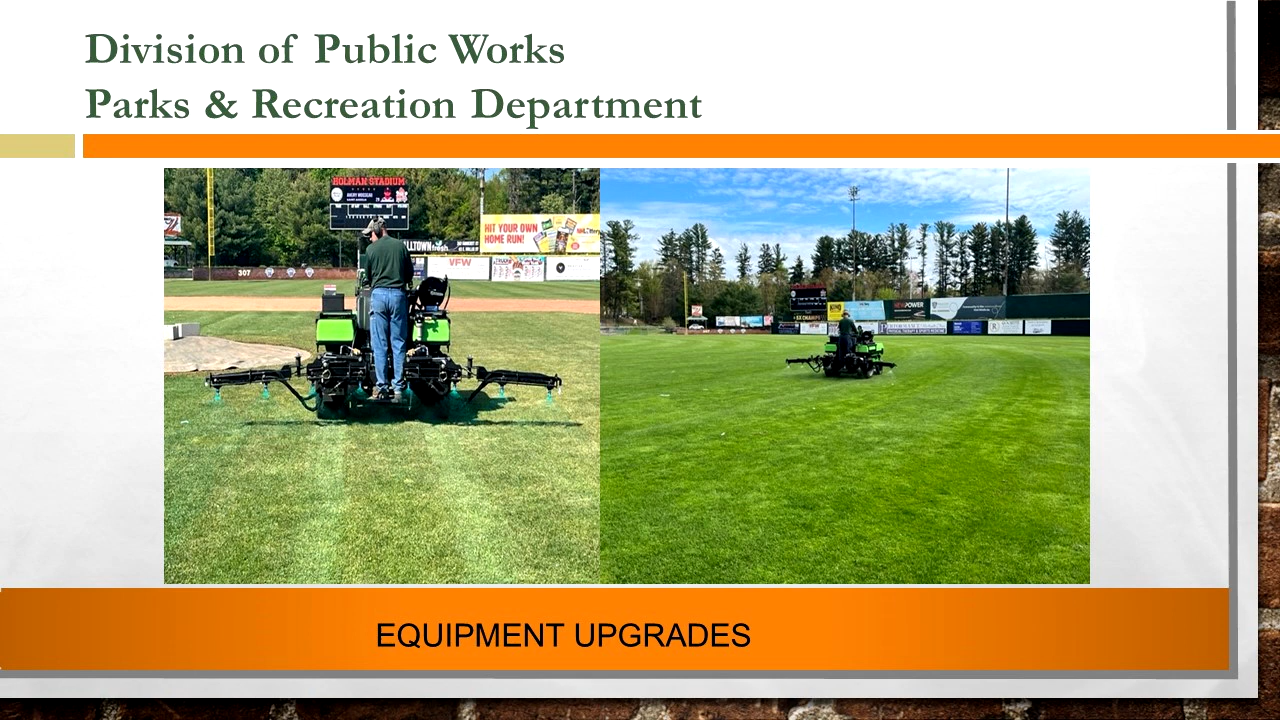 Division of Public Works
Parks & Recreation Department
HOLMAN STADIUM
HIT YOUR OWN
HOME RUN!
VFW
307
EQUIPMENT UPGRADES